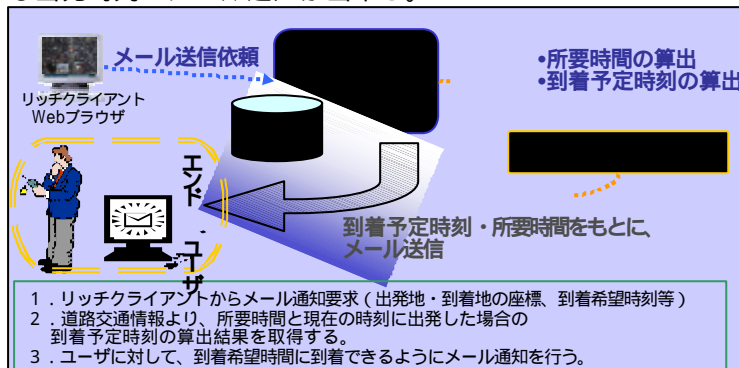 メール送信依頼
•所要時間の算出
•到着予定時刻の算出
リッチクライアント
Webブラウザ
エンド・ユーザ
到着予定時刻・所要時間をもとに、
メール送信
1．リッチクライアントからメール通知要求（出発地・到着地の座標、到着希望時刻等）
2．道路交通情報より、所要時間と現在の時刻に出発した場合の
到着予定時刻の算出結果を取得する。
3．ユーザに対して、到着希望時間に到着できるようにメール通知を行う。